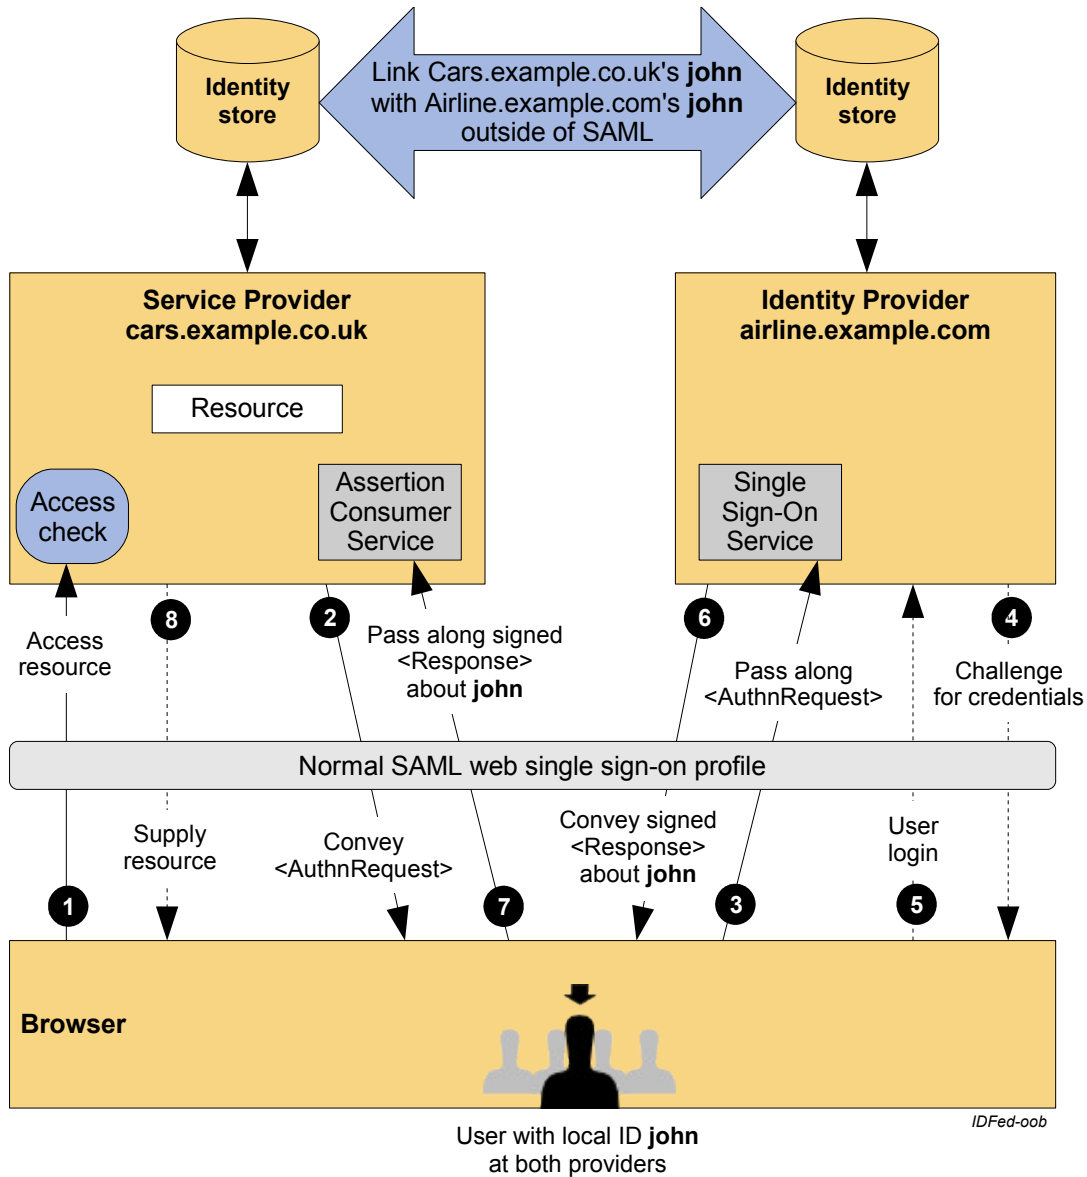 Identity
store
Link Cars.example.co.uk's john
with Airline.example.com's john
outside of SAML
Identity
store
Service Provider
cars.example.co.uk
Identity Provider
airline.example.com
Resource
Access
check
Assertion
Consumer
Service
Single
Sign-On
Service
8
2
6
4
Access
resource
Pass along signed
<Response>
about john
Pass along
<AuthnRequest>
Challenge
for credentials
Normal SAML web single sign-on profile
Supply
resource
Convey
<AuthnRequest>
Convey signed
<Response>
about john
User
login
1
7
3
5
Browser
IDFed-oob
User with local ID john
at both providers